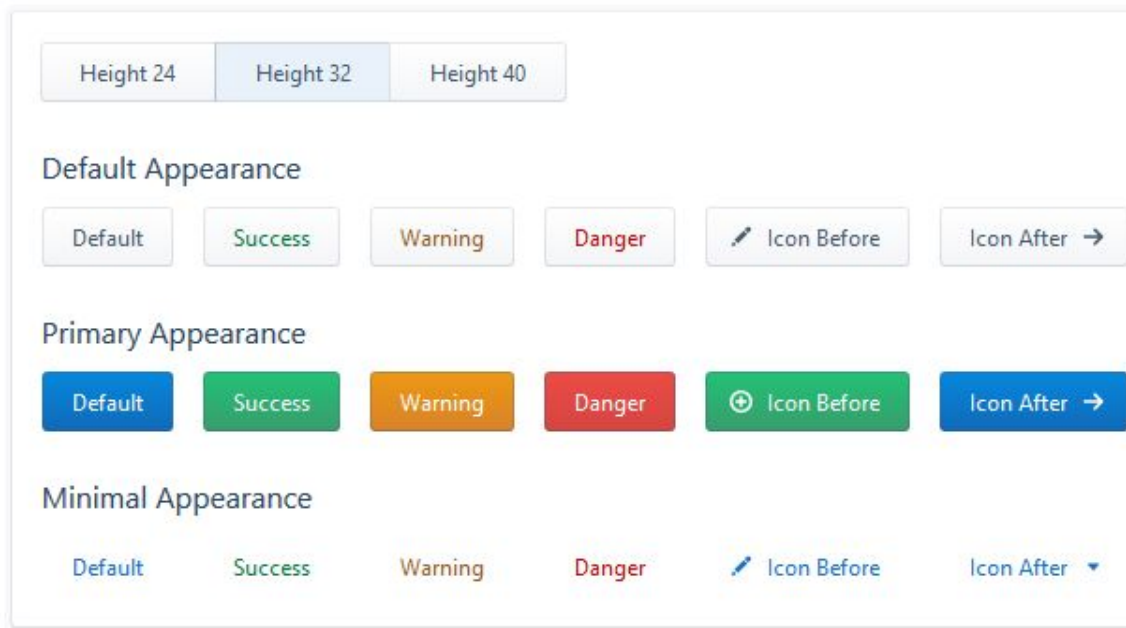 Height 24 Height 32 Height 40
Default Appearance
Default Success Warning Danger Icon Before Icon After
Primary Appearance
Default Success Warning Danger Icon Before Icon After
Minimal Appearance
Default Success Warning Danger Icon Before Icon After